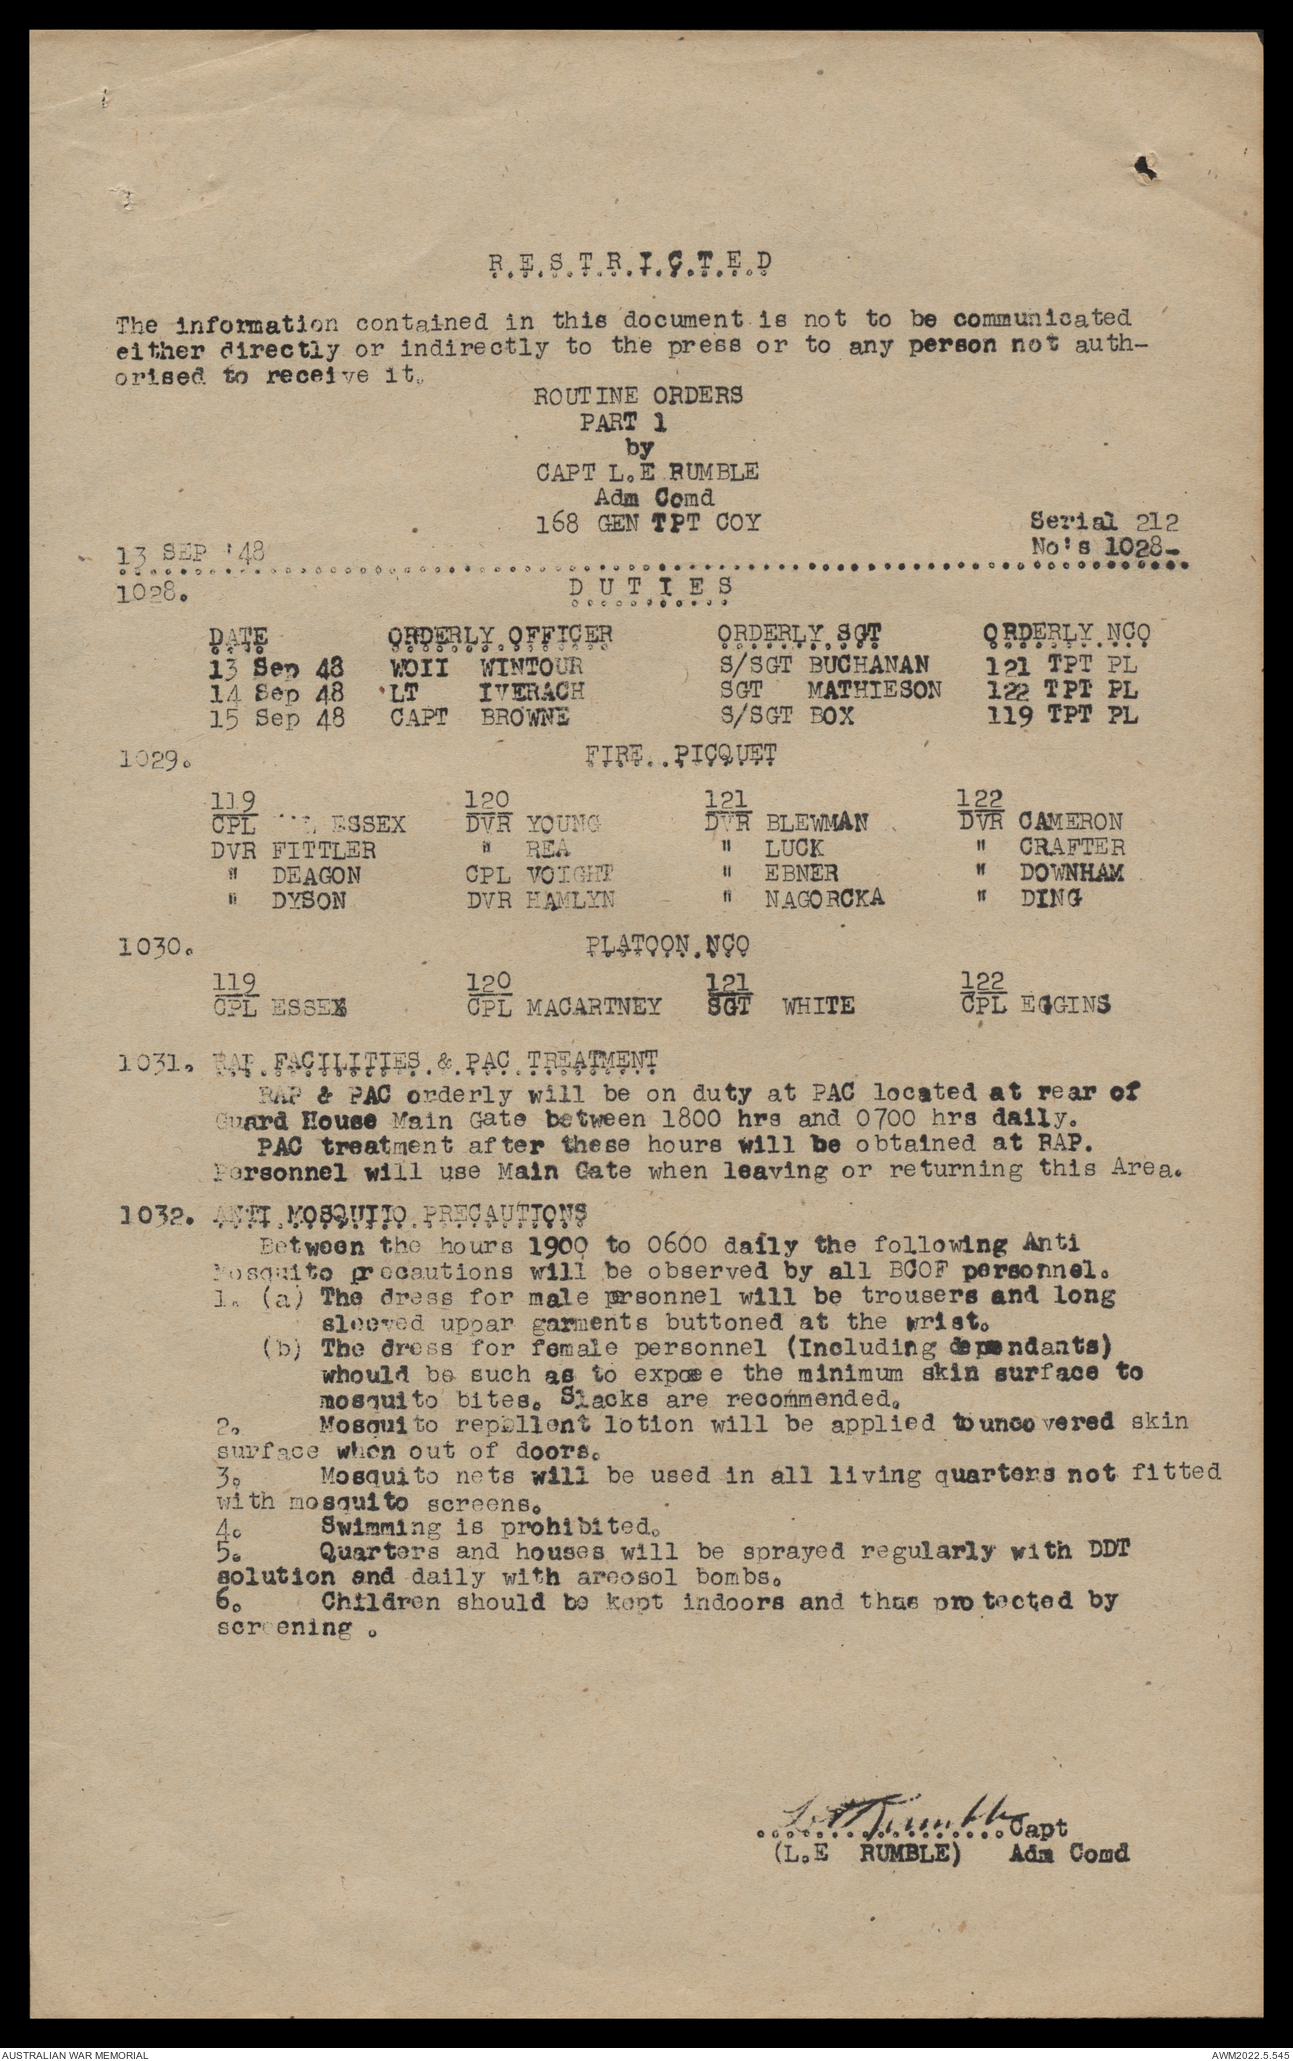 R.E.S.T.R.I.C.T.E.D
The information contained in this document is not to be communicated
either directly or indirectly to the press or to any person not auth-
orised to receive it.
ROUTINE ORDERS
PART 1
by
CAPT L.E RUMBLE
Adm Comd
168 GEN TPT COY
Serial 212
13 SEP '48
No's 1028-
1028. D U T I E S
DATE ORDERLY OFFICER ORDERLY SGT ORDERLY NCO
13 Sep 48 WOII WINTOUR S/SGT BUCHANAN 121 TPT PL
14 Sep 48 LT IVERACH SGT MATHIESON 122 TPT PL
15 Sep 48 CAPT BROWNE S/SGT BOX 119 TPT PL
1029. FIRE..PICQUET
119 120 121 122
CPL ESSEX DVR YOUNG DVR BLEWMAN DVR CAMERON
DVR FITTLER " REA " LUCK " CRAFTER
" DEAGON CPL VOIGHT " EBNER " DOWNHAM
" DYSON DVR HAMLYN " NAGORCKA " DING
1030. PLATOON.NCO
119 120 121 122
CPL ESSEX CPL MACARTNEY SGT WHITE CPL EGGINS
1031. RAP FACILITIES & PAC TREATMENT
RAP & PAC orderly will be on duty at PAC located at rear of
Guard House Main Gate between 1800 hrs and 0700 hrs daily.
PAC treatment after these hours will be obtained at RAP.
Personnel will use Main Gate when leaving or returning this Area.
1032. ANTI MOSQUITO PRECAUTIONS
Between the hours 1900 to 0600 daily the following Anti
Mosquito precautions will be observed by all BCOF personnel.
1. (a) The dress for male prsonnel will be trousers and long
sleeved uppar garments buttoned at the wrist.
(b) The dress for female personnel (Including dependants)
whould be such as to expose the minimum skin surface to
mosquito bites. Slacks are recommended.
2. Mosquito repellent lotion will be applied to uncovered skin
surface when out of doors.
3. Mosquito nets will be used in all living quarters not fitted
with mosquito screens.
4. Swimming is prohibited.
5. Quarters and houses will be sprayed regularly with DDT
solution and daily with areosol bombs.
6. Children should be kept indoors and thus protected by
screening .
L E Rumble Capt
(L.E RUMBLE) Adm Comd
AUSTRALIAN WAR MEMORIAL
AWM2022.5.545